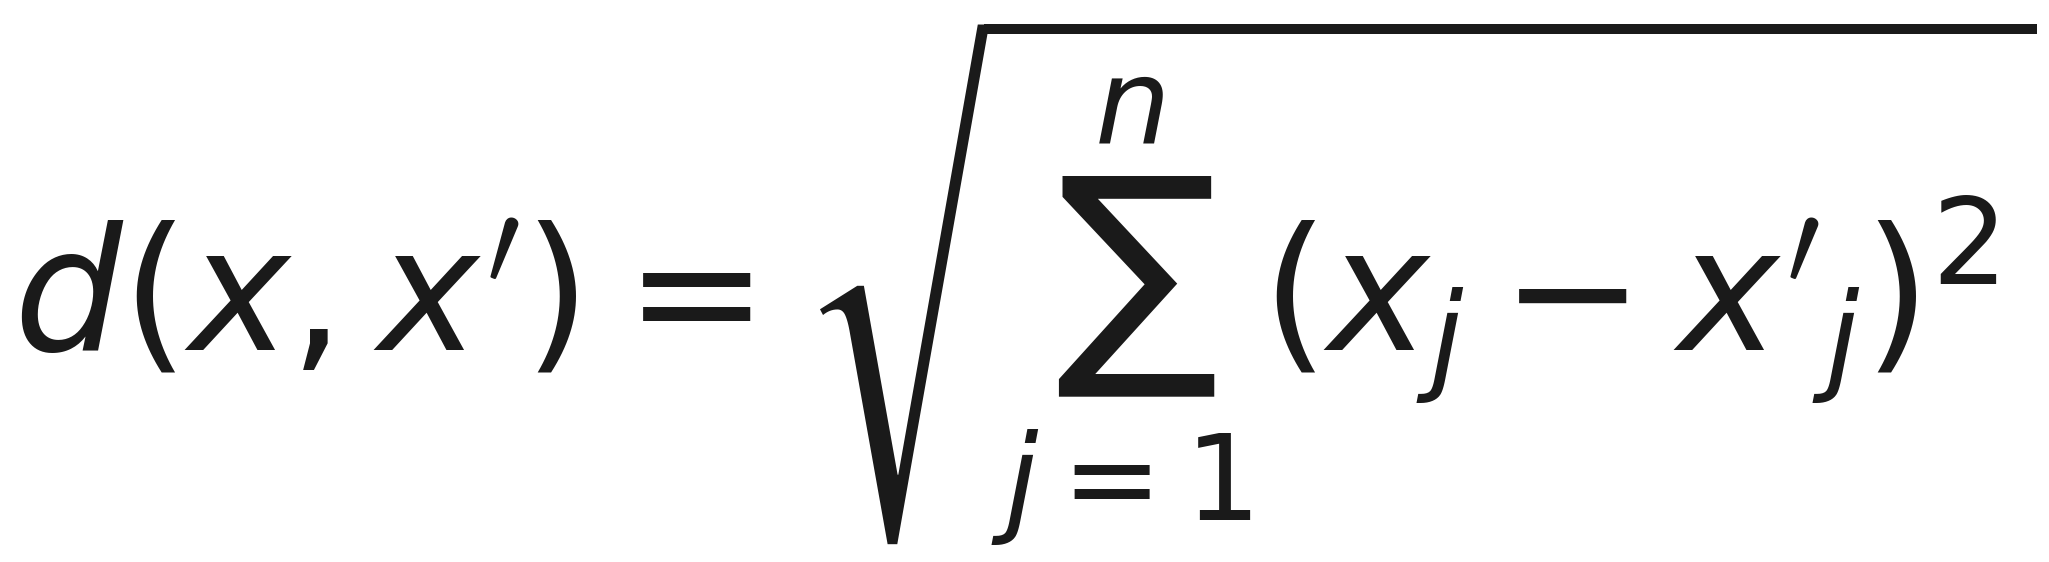 d(x, x′) = √∑_{j=1}^{n} (x_j − x′_j)²